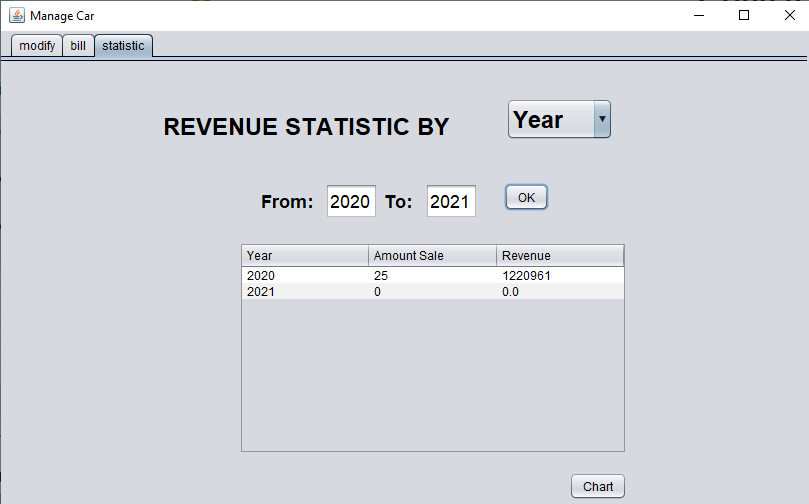 Manage Car
modify bill statistic
REVENUE STATISTIC BY Year
From: 2020 To: 2021 OK
Year Amount Sale Revenue
2020 25 1220961
2021 0 0.0
Chart